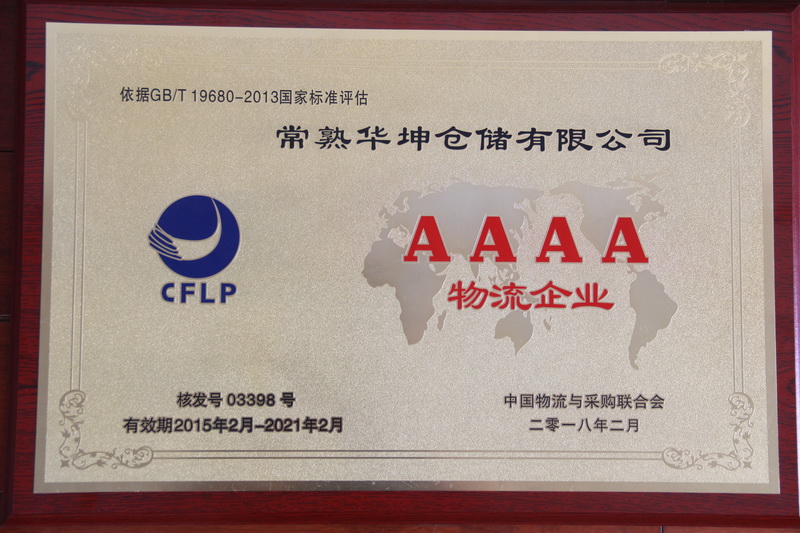 依据GB/T 19680-2013国家标准评估
常熟华坤仓储有限公司
AAAA
物流企业
CFLP
核发号 03398 号
有效期2015年2月-2021年2月
中国物流与采购联合会
二零一八年二月